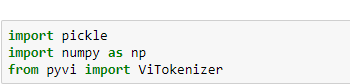 import pickle
import numpy as np
from pyvi import ViTokenizer